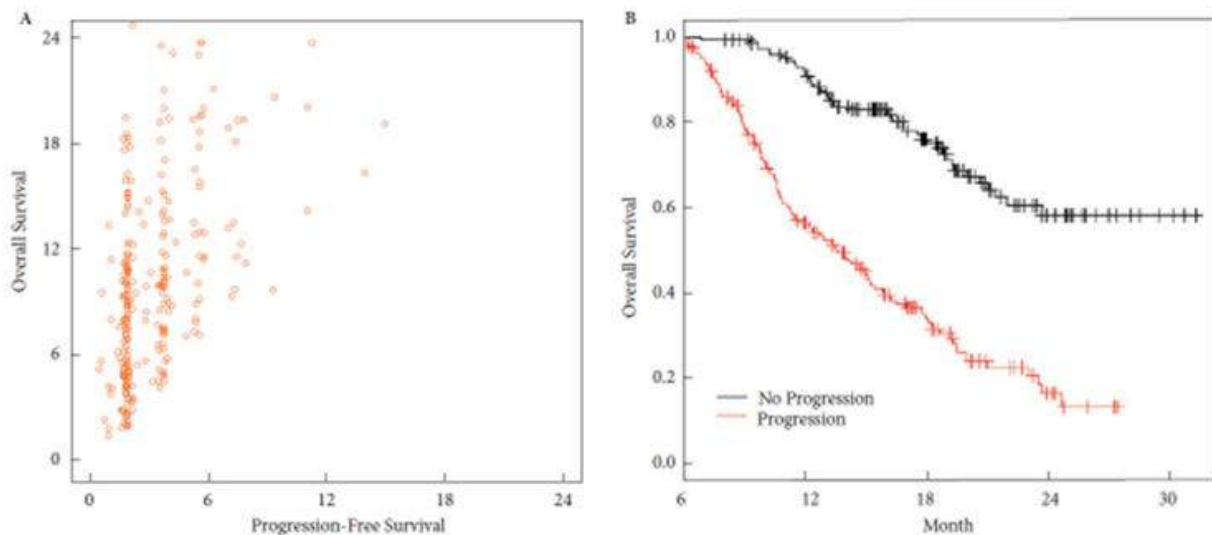 A
24
18
12
6
0
Overall Survival
0 6 12 18 24
Progression-Free Survival
B
1.0
0.8
0.6
0.4
0.2
0.0
Overall Survival
No Progression
Progression
6 12 18 24 30
Month